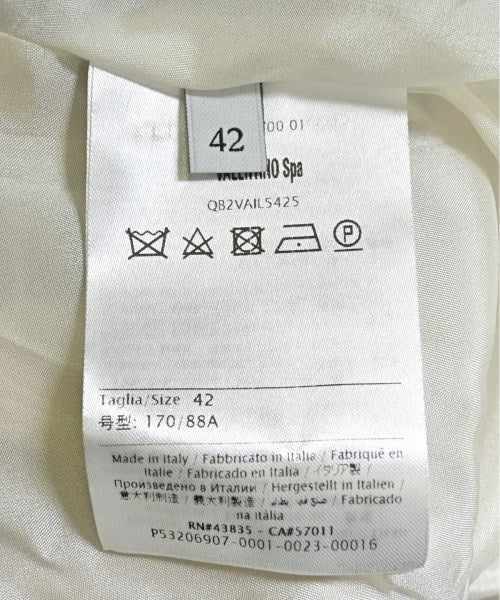 42
00 01
VALENTINO Spa
QB2VAIL5425
P
Taglia/Size 42
号型: 170/88A
Made in Italy / Fabbricato in Italia / Fabriqué en
Italie / Fabricado en Italia / イタリア製 /
Произведено в Италии / Hergestellt in Italien /
意大利制造 / 義大利製造 / صنع في إيطاليا / Fabricado
na Itália
RN#43835 - CA#57011
P53206907-0001-0023-00016